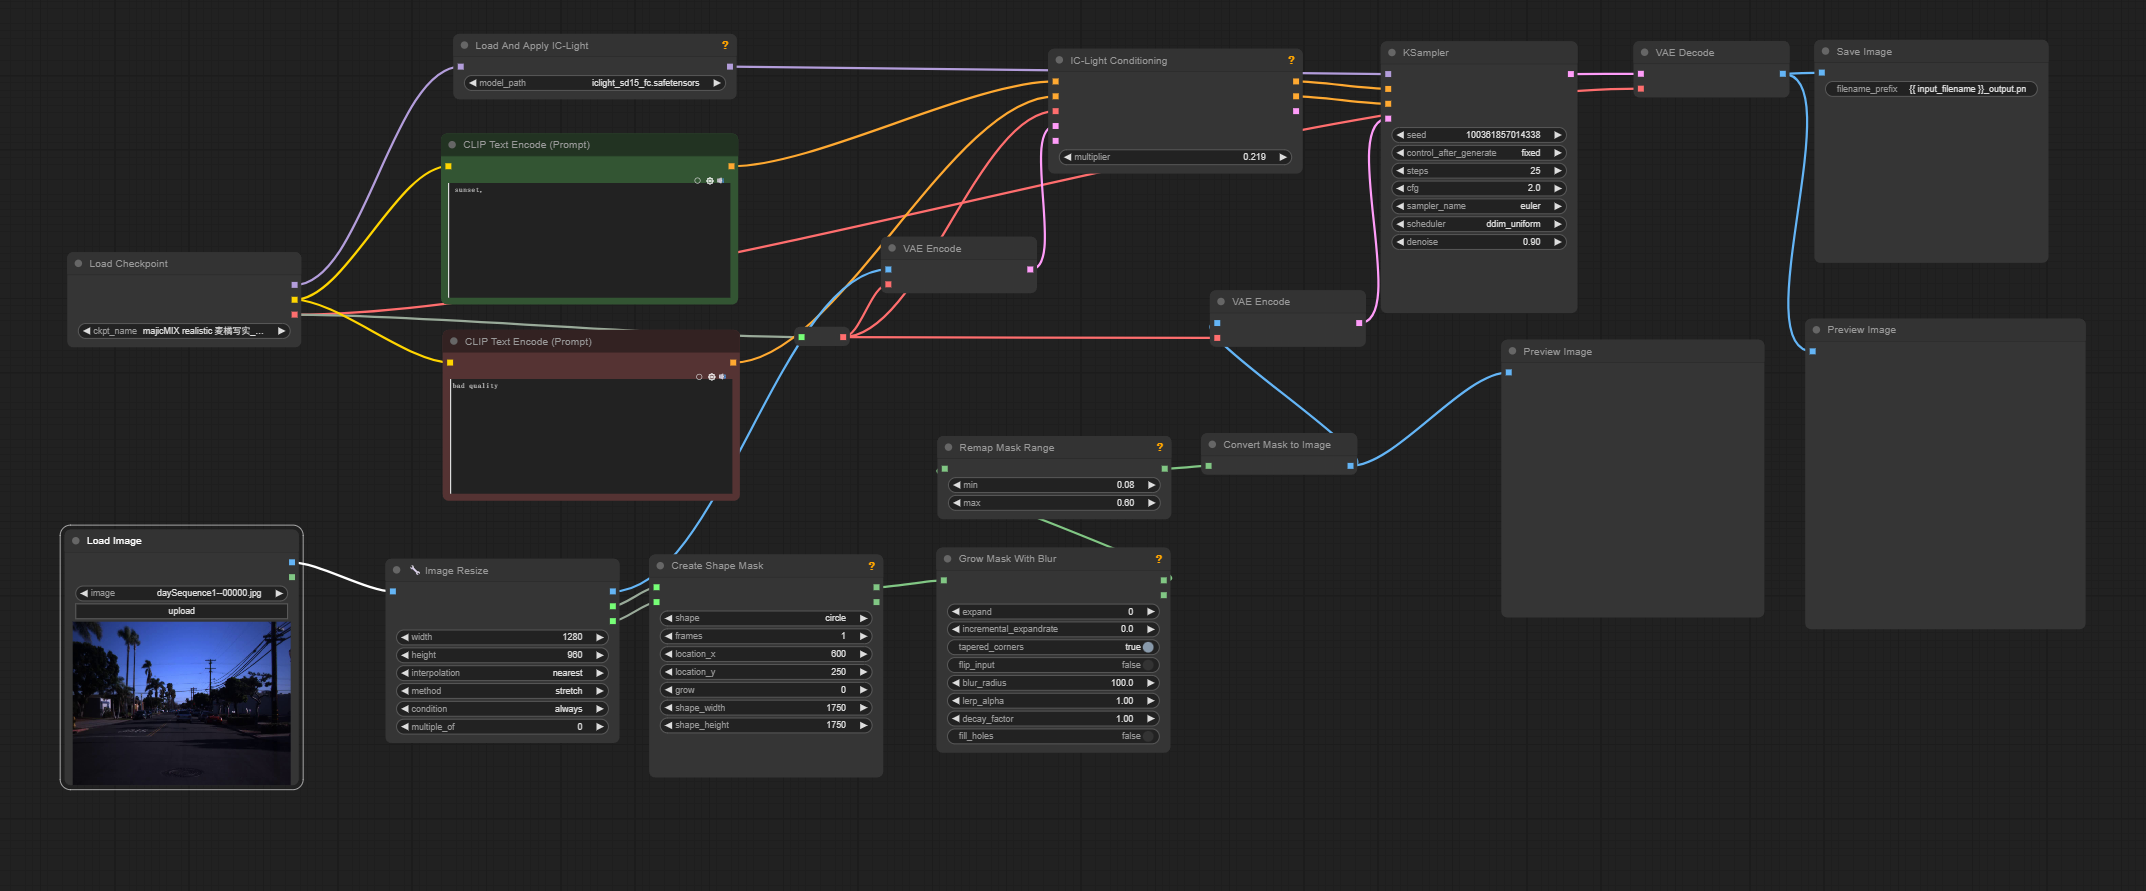 Load And Apply IC-Light ?
model_path iclight_sd15_fc.safetensors
CLIP Text Encode (Prompt)
sunset,
Load Checkpoint
ckpt_name majicMIX realistic 麦橘写实_...
CLIP Text Encode (Prompt)
bad quality
VAE Encode
IC-Light Conditioning ?
multiplier 0.219
KSampler
seed 100361857014338
control_after_generate fixed
steps 25
cfg 2.0
sampler_name euler
scheduler ddim_uniform
denoise 0.90
VAE Decode
Save Image
filename_prefix {{ input_filename }}_output.pn
VAE Encode
Preview Image
Preview Image
Remap Mask Range ?
min 0.08
max 0.60
Convert Mask to Image
Load Image
image daySequence1--00000.jpg
upload
Image Resize
width 1280
height 960
interpolation nearest
method stretch
condition always
multiple_of 0
Create Shape Mask ?
shape circle
frames 1
location_x 600
location_y 250
grow 0
shape_width 1750
shape_height 1750
Grow Mask With Blur ?
expand 0
incremental_expandrate 0.0
tapered_corners true
flip_input false
blur_radius 100.0
lerp_alpha 1.00
decay_factor 1.00
fill_holes false